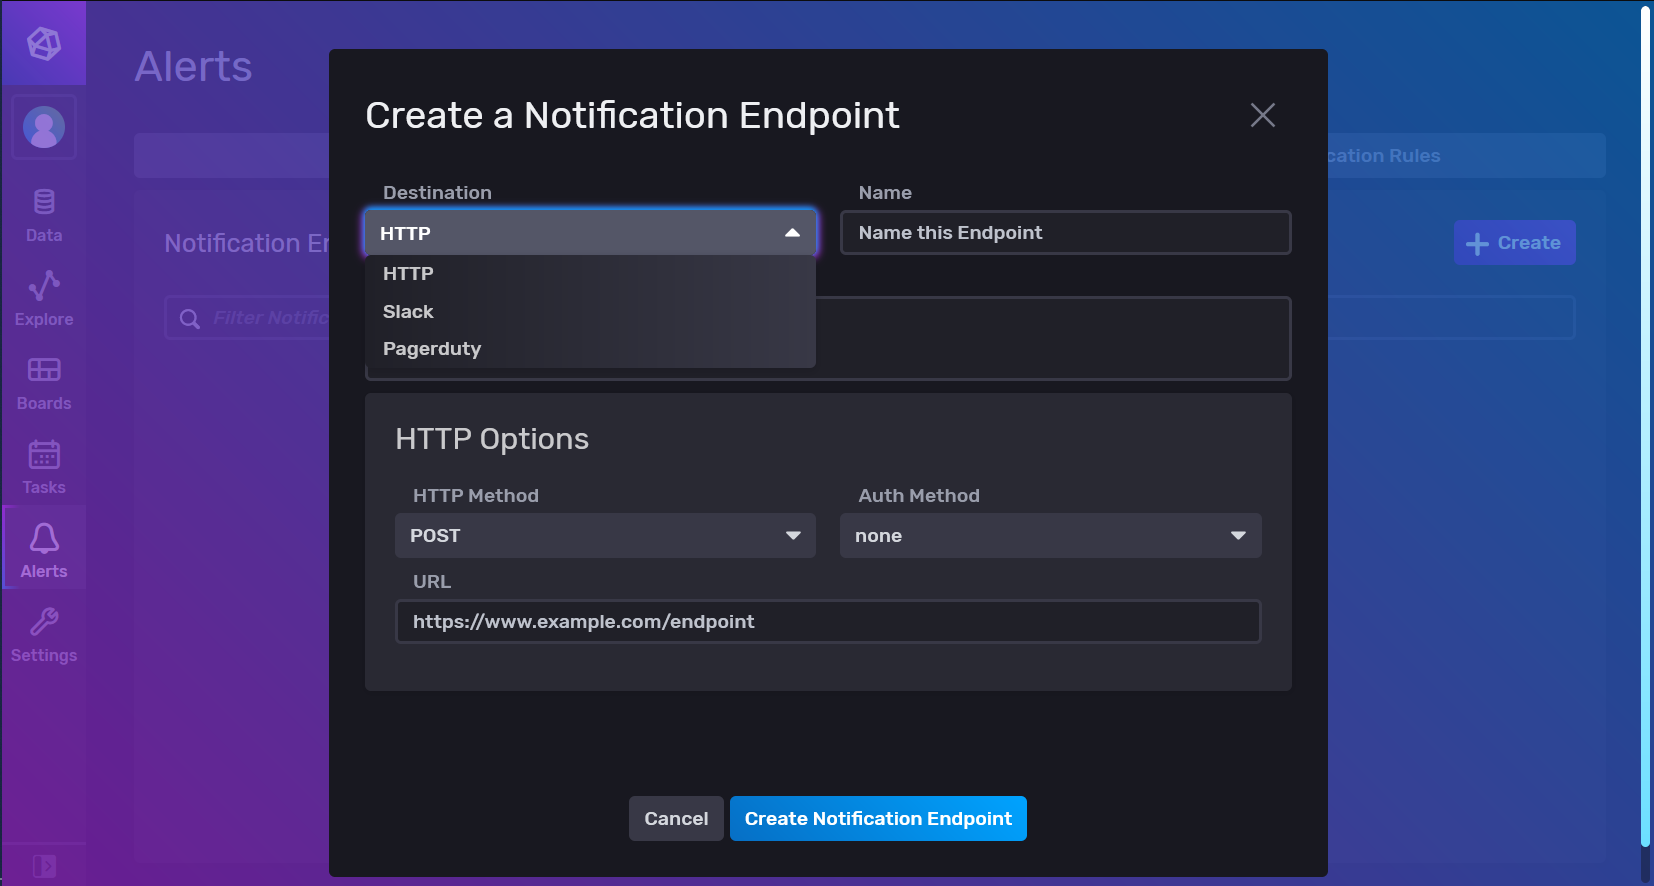 Alerts
Create a Notification Endpoint
cation Rules
Destination
Name
HTTP
Name this Endpoint
Data
Notification En
Create
HTTP
Slack
Pagerduty
Explore
Filter Notific
Boards
HTTP Options
Tasks
HTTP Method
Auth Method
POST
none
Alerts
URL
https://www.example.com/endpoint
Settings
Cancel
Create Notification Endpoint